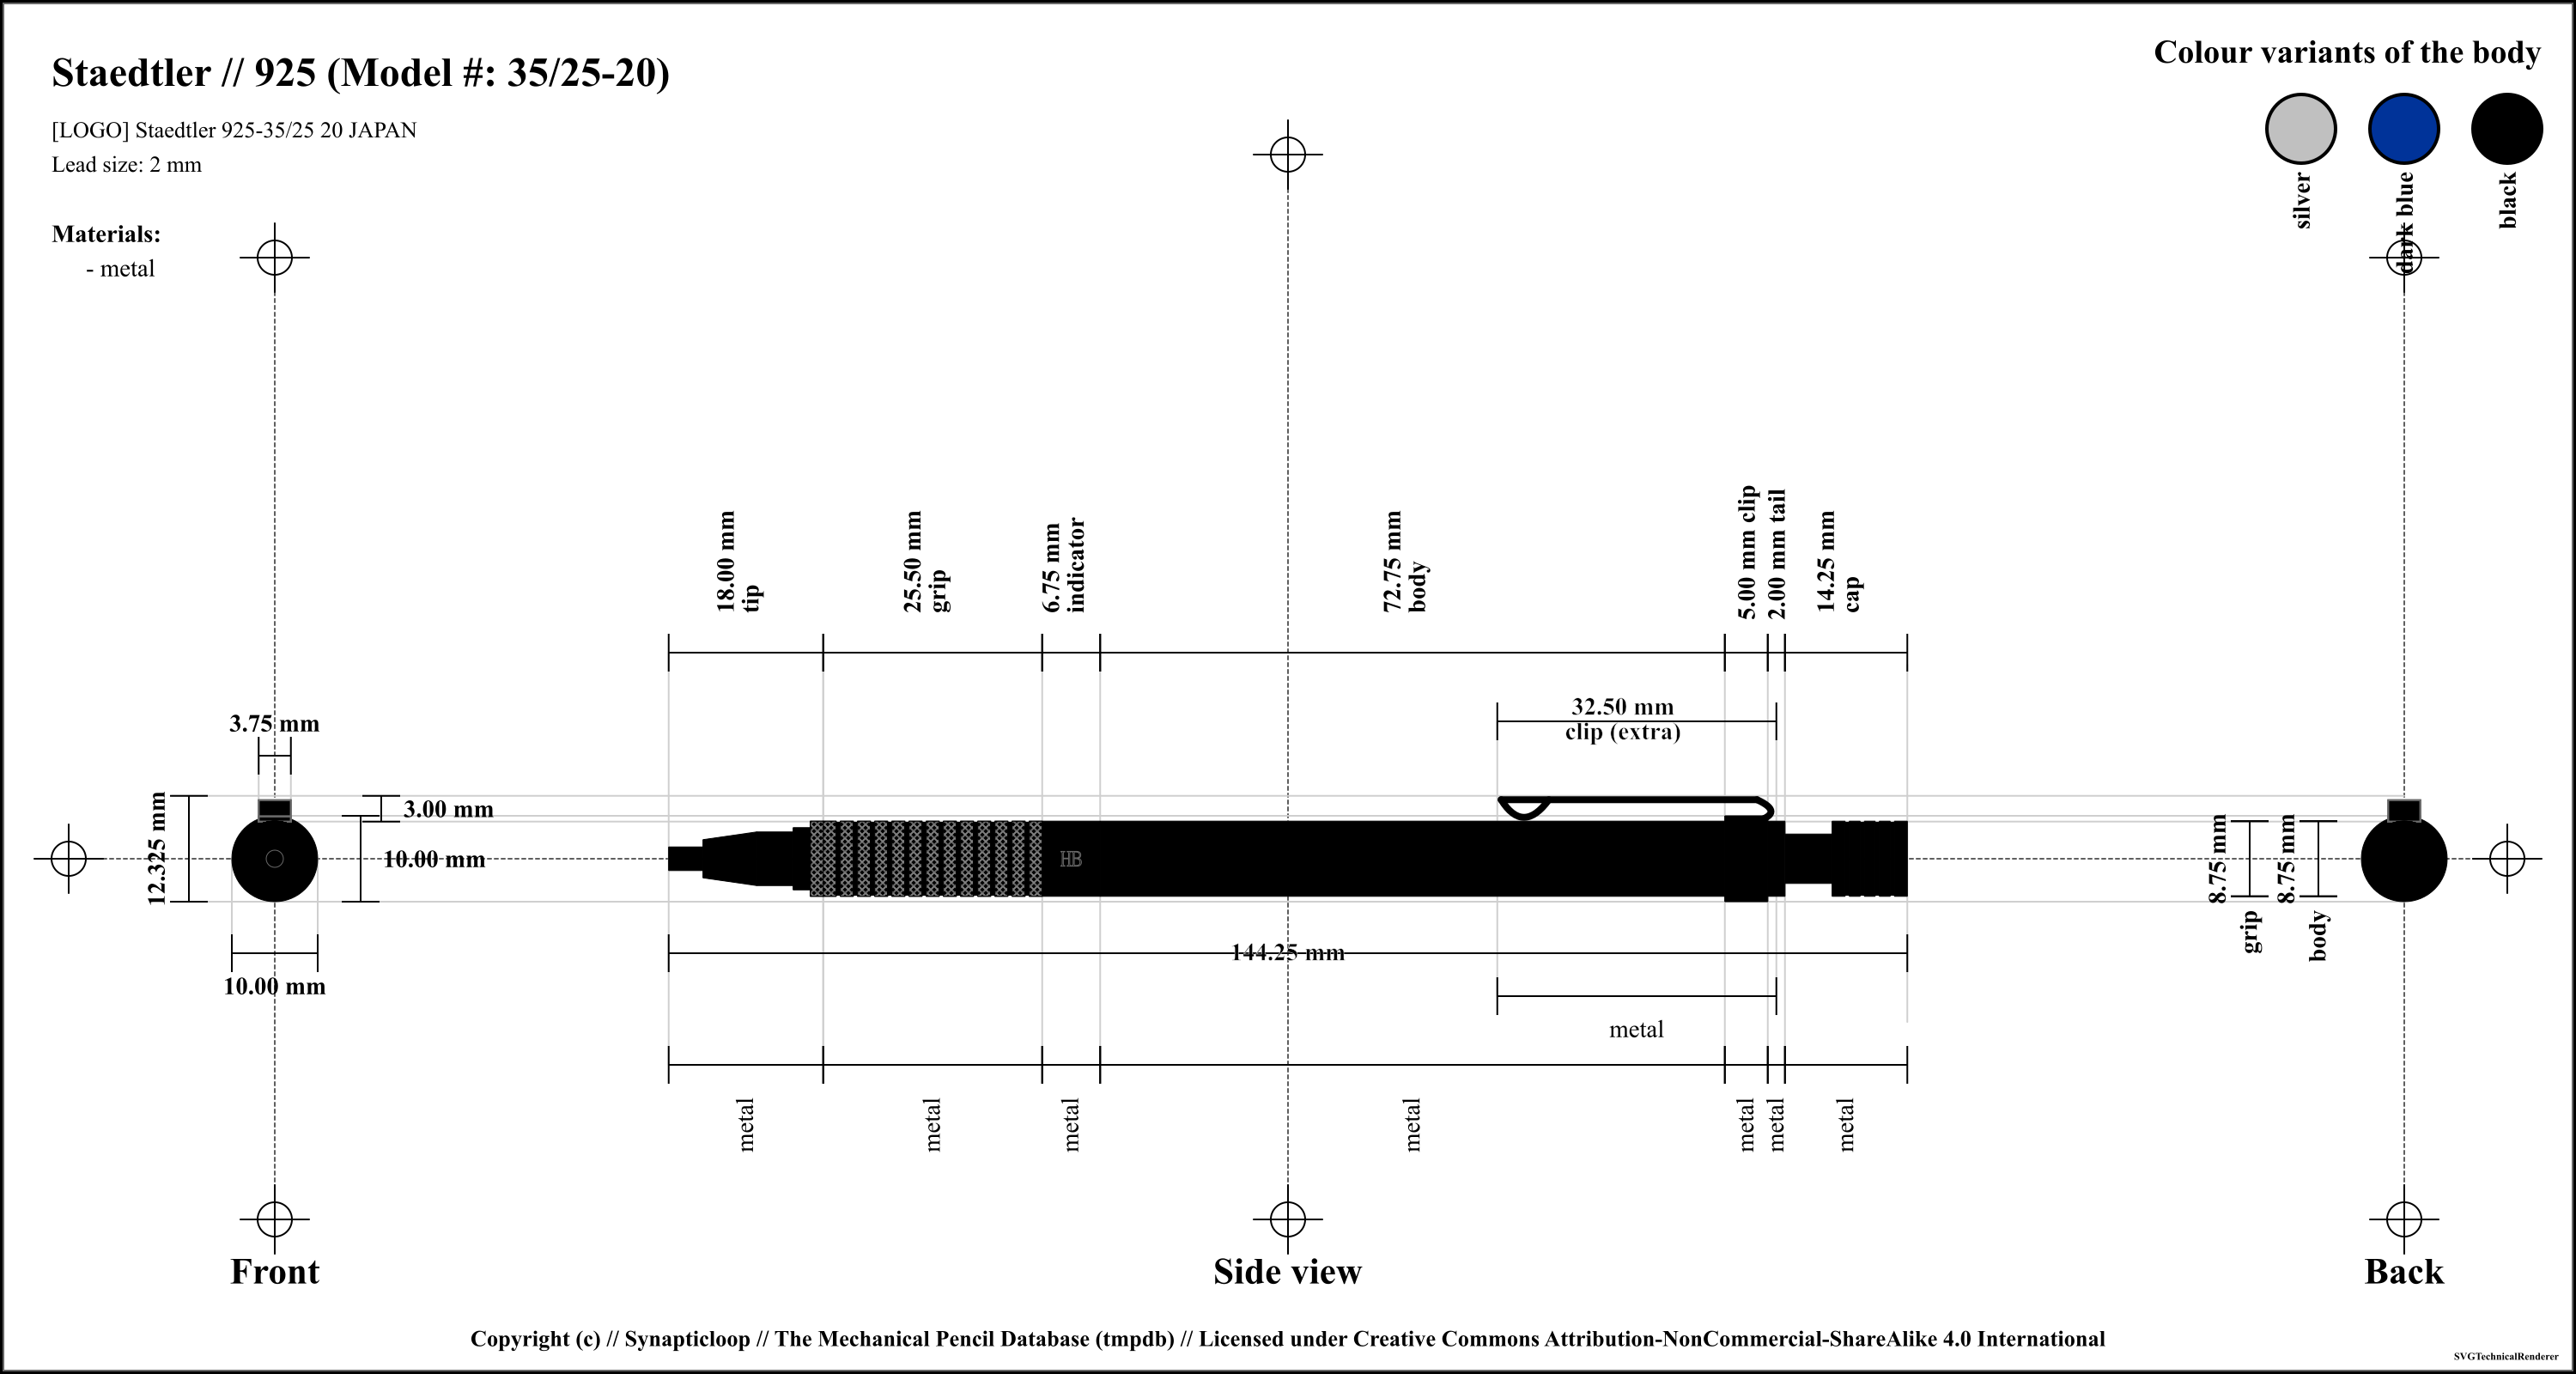 Staedtler // 925 (Model #: 35/25-20)
[LOGO] Staedtler 925-35/25 20 JAPAN
Lead size: 2 mm
Materials:
- metal
Colour variants of the body
silver
dark blue
black
18.00 mm
tip
25.50 mm
grip
6.75 mm
indicator
72.75 mm
body
5.00 mm clip
2.00 mm tail
14.25 mm
cap
32.50 mm
clip (extra)
3.75 mm
12.325 mm
3.00 mm
10.00 mm
10.00 mm
HB
8.75 mm
grip
8.75 mm
body
144.25 mm
metal
metal
metal
metal
metal
metal
metal
metal
Front
Side view
Back
Copyright (c) // Synapticloop // The Mechanical Pencil Database (tmpdb) // Licensed under Creative Commons Attribution-NonCommercial-ShareAlike 4.0 International
SVGTechnicalRenderer